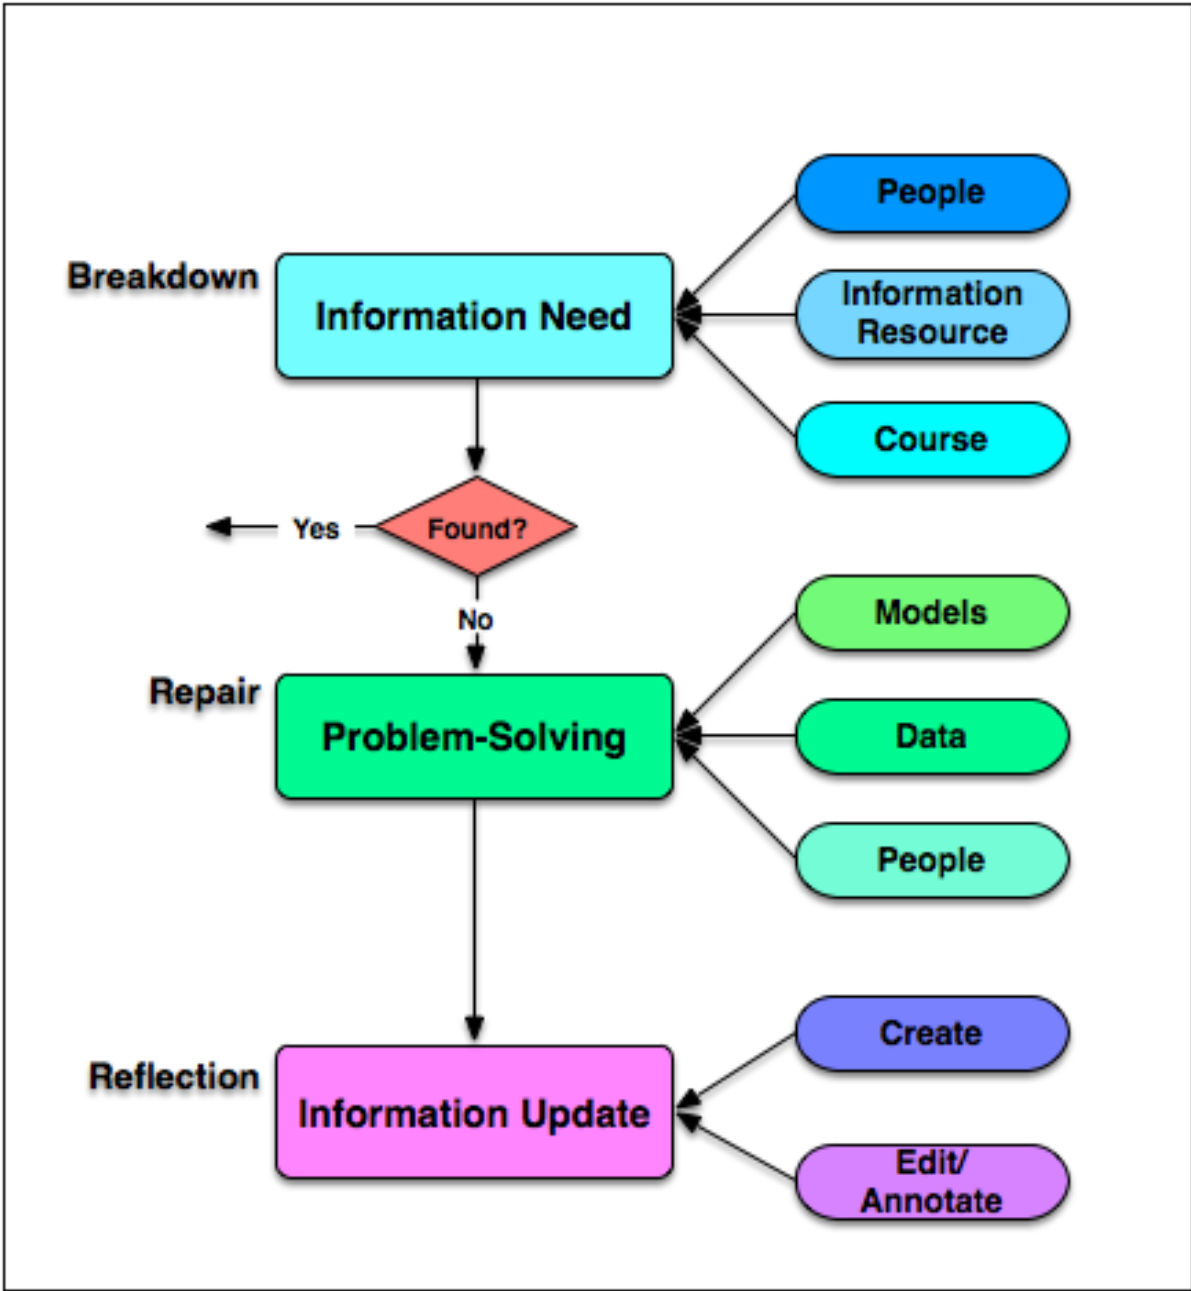 People
Breakdown
Information Need
Information
Resource
Course
Yes
Found?
No
Models
Repair
Problem-Solving
Data
People
Create
Reflection
Information Update
Edit/
Annotate